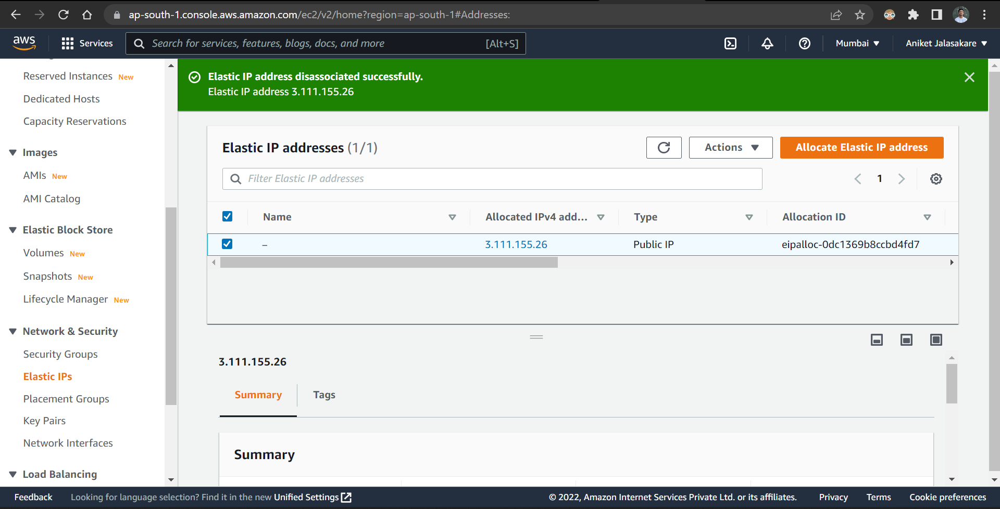 ap-south-1.console.aws.amazon.com/ec2/v2/home?region=ap-south-1#Addresses:
aws
Services
Search for services, features, blogs, docs, and more
[Alt+S]
Mumbai
Aniket Jalasakare
Reserved Instances New
Dedicated Hosts
Capacity Reservations
Images
AMIs New
AMI Catalog
Elastic Block Store
Volumes New
Snapshots New
Lifecycle Manager New
Network & Security
Security Groups
Elastic IPs
Placement Groups
Key Pairs
Network Interfaces
Load Balancing
Elastic IP address disassociated successfully.
Elastic IP address 3.111.155.26
Elastic IP addresses (1/1)
Actions
Allocate Elastic IP address
Filter Elastic IP addresses
1
Name
Allocated IPv4 add...
Type
Allocation ID
–
3.111.155.26
Public IP
eipalloc-0dc1369b8ccbd4fd7
3.111.155.26
Summary
Tags
Summary
Feedback
Looking for language selection? Find it in the new Unified Settings
© 2022, Amazon Internet Services Private Ltd. or its affiliates.
Privacy
Terms
Cookie preferences